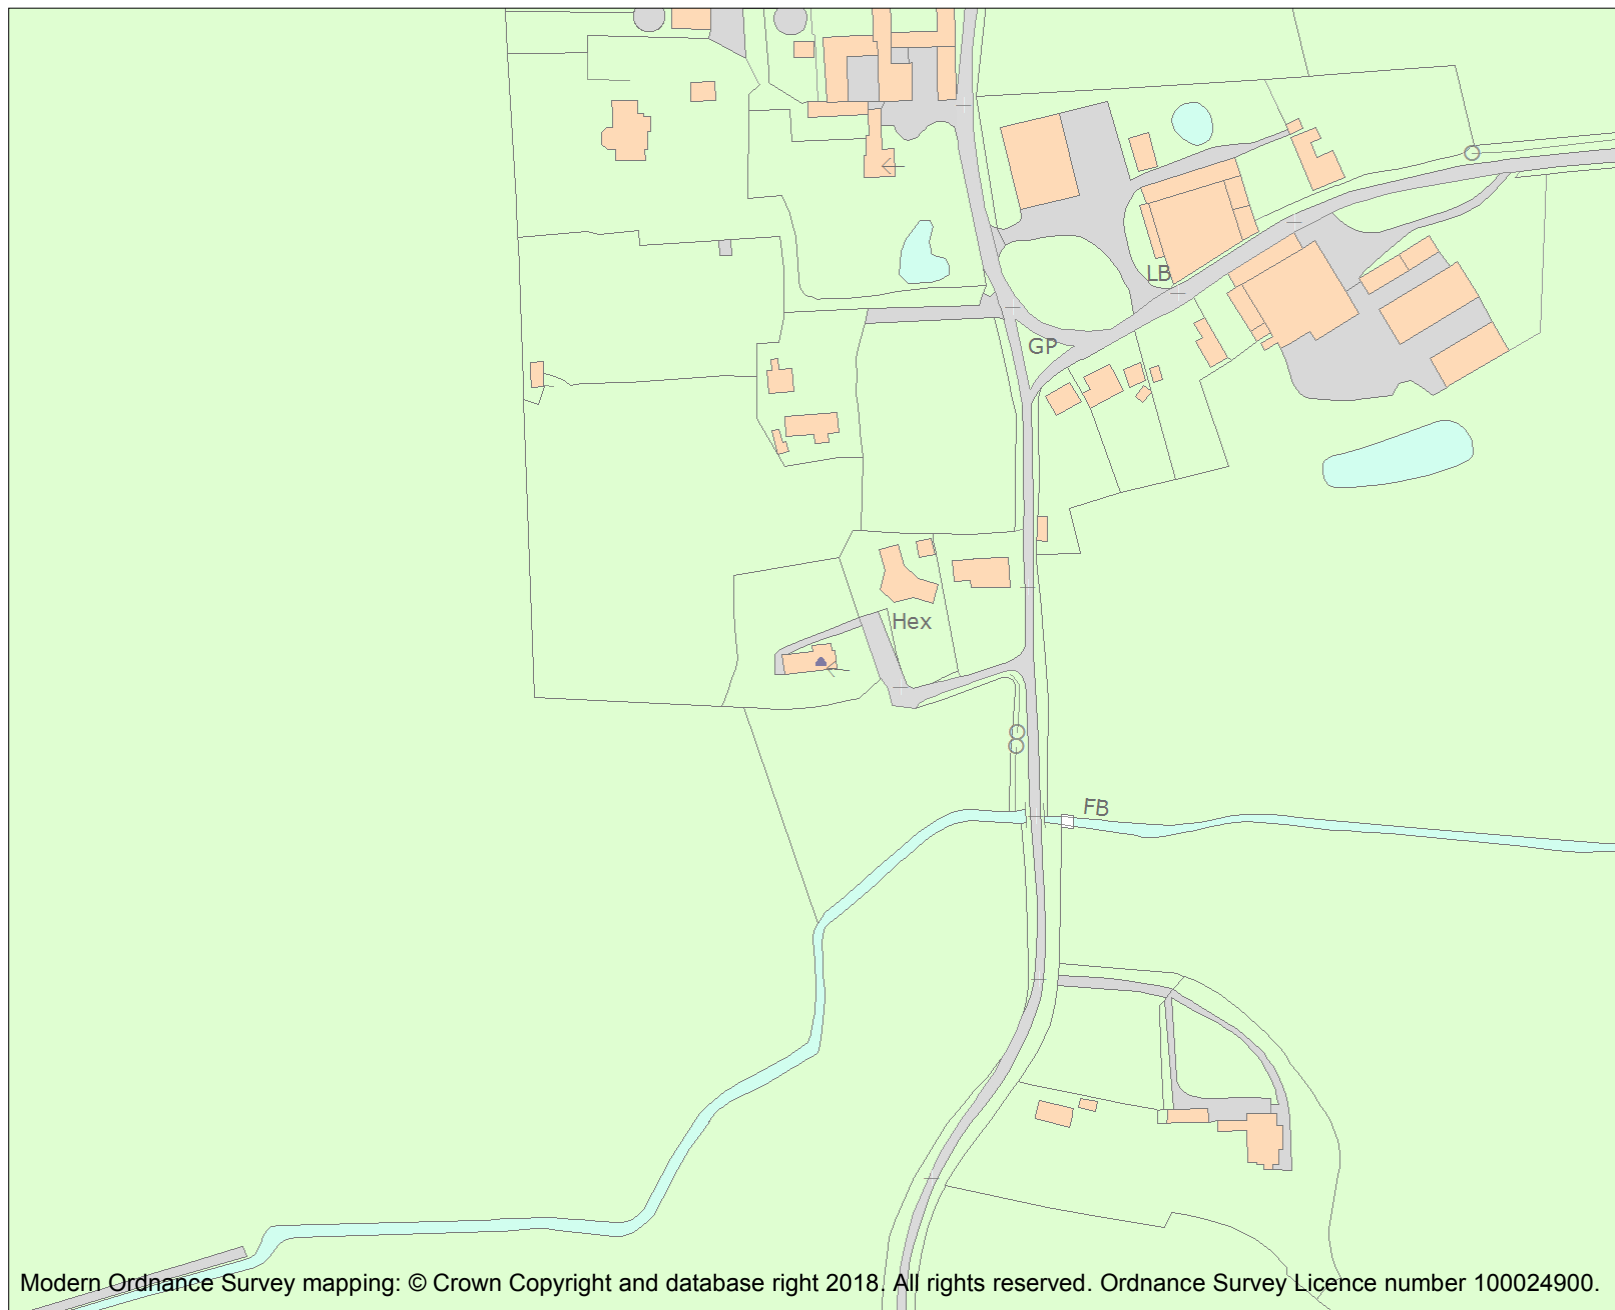 LB
GP
Hex
FB
Modern Ordnance Survey mapping: © Crown Copyright and database right 2018. All rights reserved. Ordnance Survey Licence number 100024900.